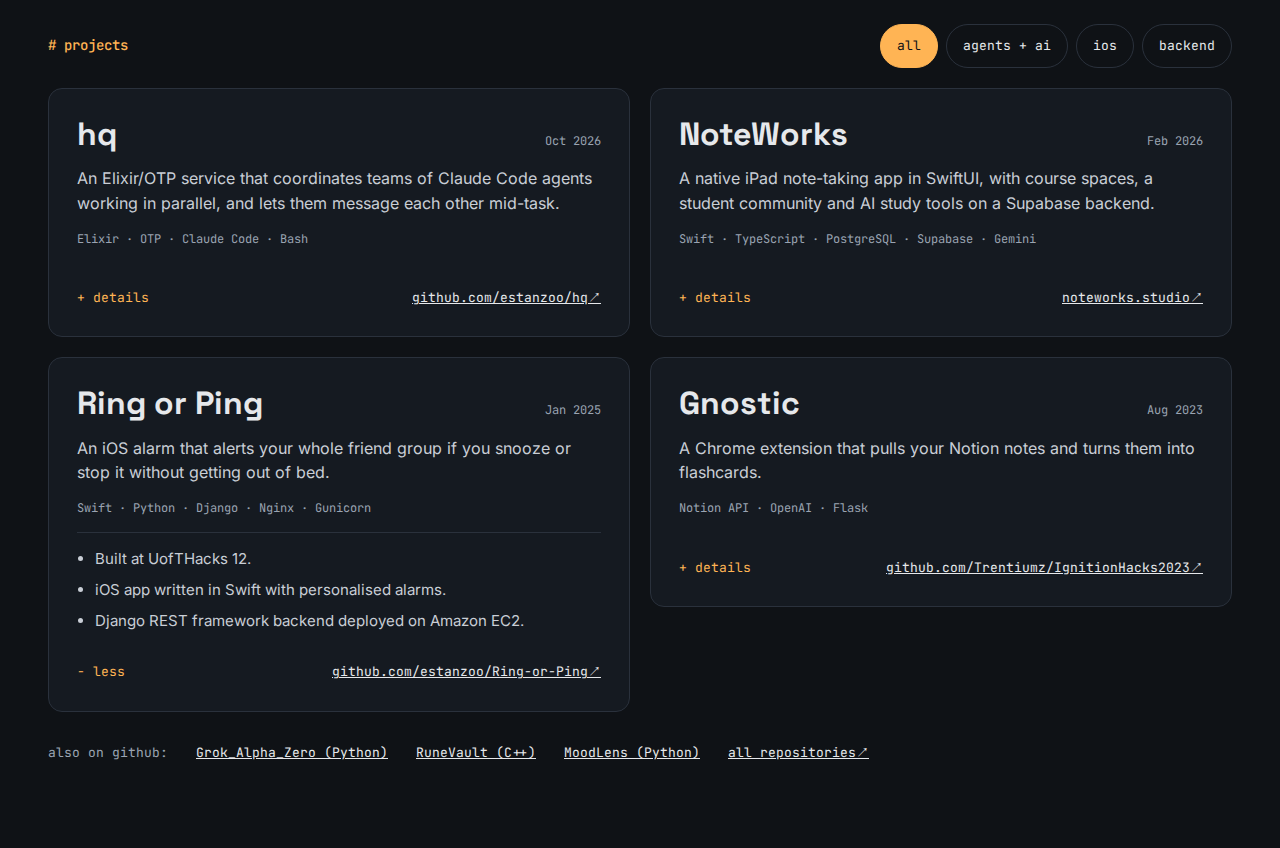 # projects
all
agents + ai
ios
backend
hq
Oct 2026
An Elixir/OTP service that coordinates teams of Claude Code agents
working in parallel, and lets them message each other mid-task.
Elixir · OTP · Claude Code · Bash
+ details
github.com/estanzoo/hq↗
NoteWorks
Feb 2026
A native iPad note-taking app in SwiftUI, with course spaces, a
student community and AI study tools on a Supabase backend.
Swift · TypeScript · PostgreSQL · Supabase · Gemini
+ details
noteworks.studio↗
Ring or Ping
Jan 2025
An iOS alarm that alerts your whole friend group if you snooze or
stop it without getting out of bed.
Swift · Python · Django · Nginx · Gunicorn
• Built at UofTHacks 12.
• iOS app written in Swift with personalised alarms.
• Django REST framework backend deployed on Amazon EC2.
- less
github.com/estanzoo/Ring-or-Ping↗
Gnostic
Aug 2023
A Chrome extension that pulls your Notion notes and turns them into
flashcards.
Notion API · OpenAI · Flask
+ details
github.com/Trentiumz/IgnitionHacks2023↗
also on github: Grok_Alpha_Zero (Python) RuneVault (C++) MoodLens (Python) all repositories↗